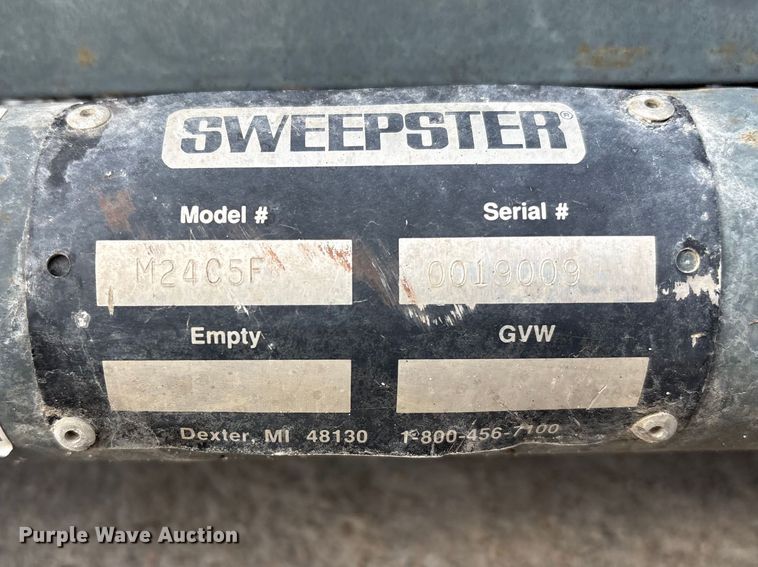 SWEEPSTER®
Model # Serial #
M24C5F 0019009
Empty GVW
Dexter, MI 48130 1-800-456-7100
Purple Wave Auction